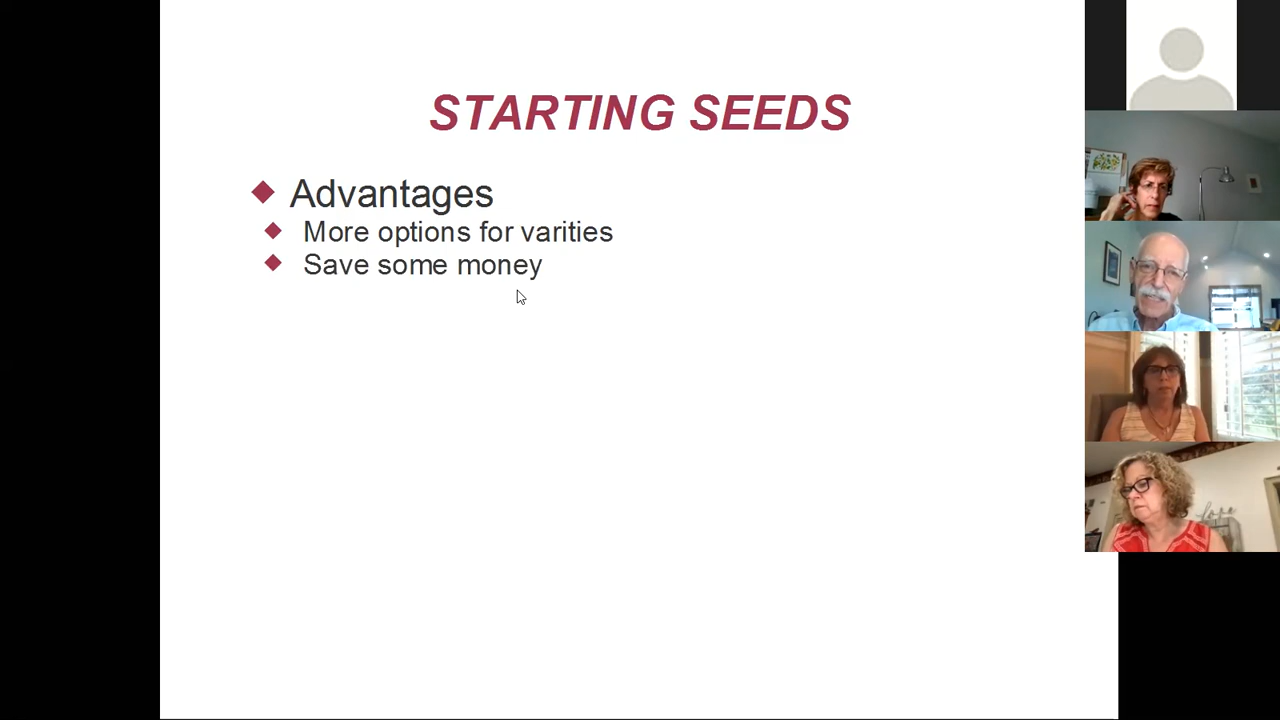 STARTING SEEDS
Advantages
More options for varities
Save some money